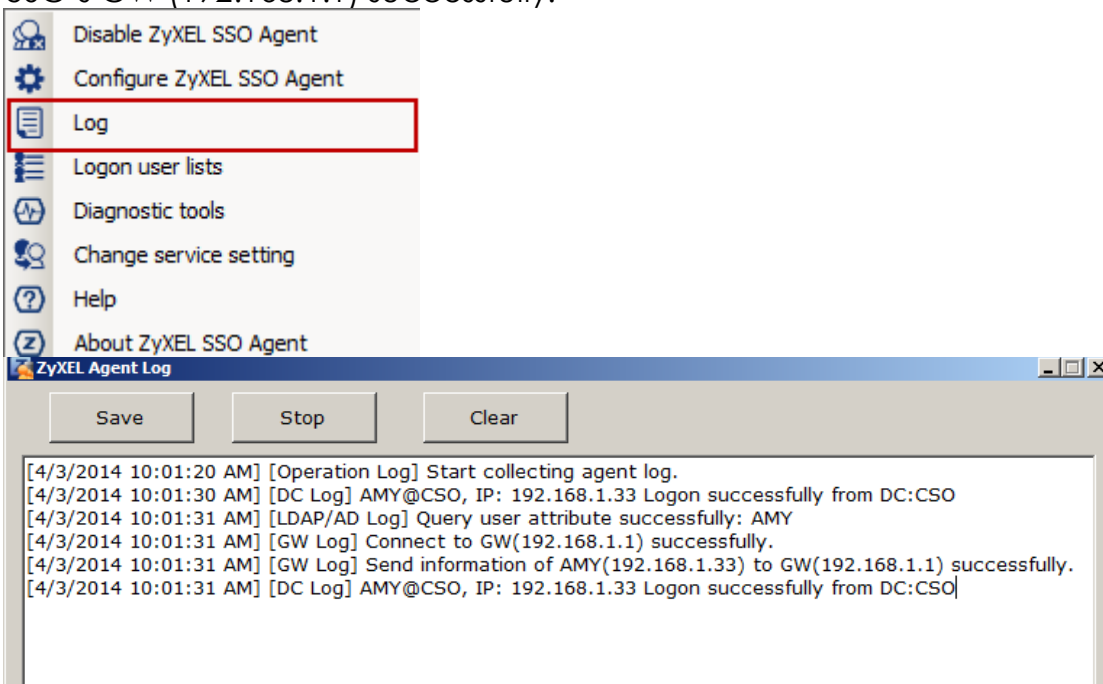 GW (192.168.1.1) successfully.
Disable ZyXEL SSO Agent
Configure ZyXEL SSO Agent
Log
Logon user lists
Diagnostic tools
Change service setting
Help
About ZyXEL SSO Agent
ZyXEL Agent Log
Save Stop Clear
[4/3/2014 10:01:20 AM] [Operation Log] Start collecting agent log.
[4/3/2014 10:01:30 AM] [DC Log] AMY@CSO, IP: 192.168.1.33 Logon successfully from DC:CSO
[4/3/2014 10:01:31 AM] [LDAP/AD Log] Query user attribute successfully: AMY
[4/3/2014 10:01:31 AM] [GW Log] Connect to GW(192.168.1.1) successfully.
[4/3/2014 10:01:31 AM] [GW Log] Send information of AMY(192.168.1.33) to GW(192.168.1.1) successfully.
[4/3/2014 10:01:31 AM] [DC Log] AMY@CSO, IP: 192.168.1.33 Logon successfully from DC:CSO